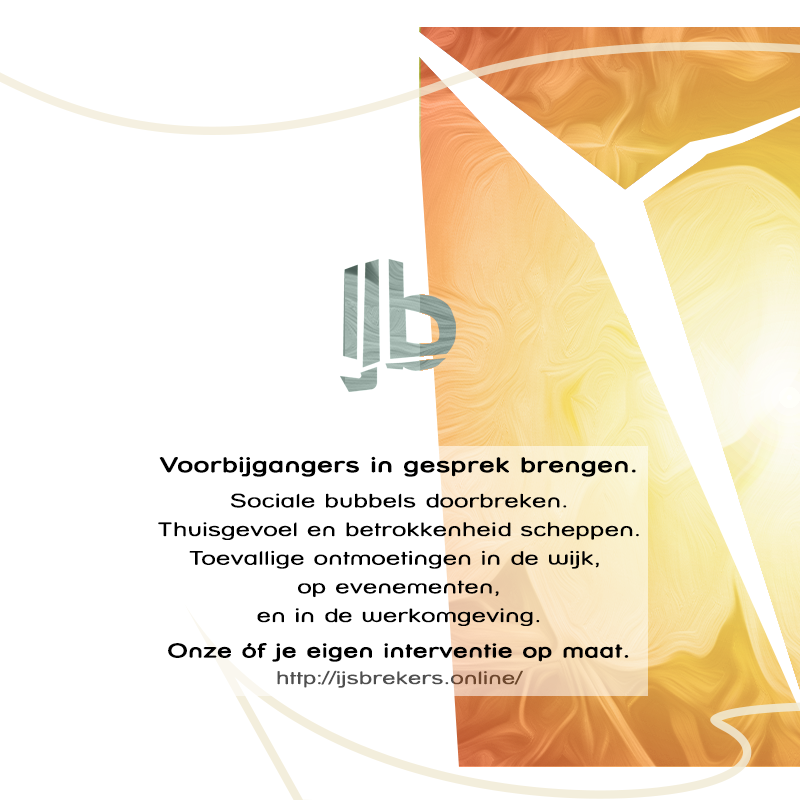 ijb
Voorbijgangers in gesprek brengen.
Sociale bubbels doorbreken.
Thuisgevoel en betrokkenheid scheppen.
Toevallige ontmoetingen in de wijk,
op evenementen,
en in de werkomgeving.
Onze óf je eigen interventie op maat.
http://ijsbrekers.online/